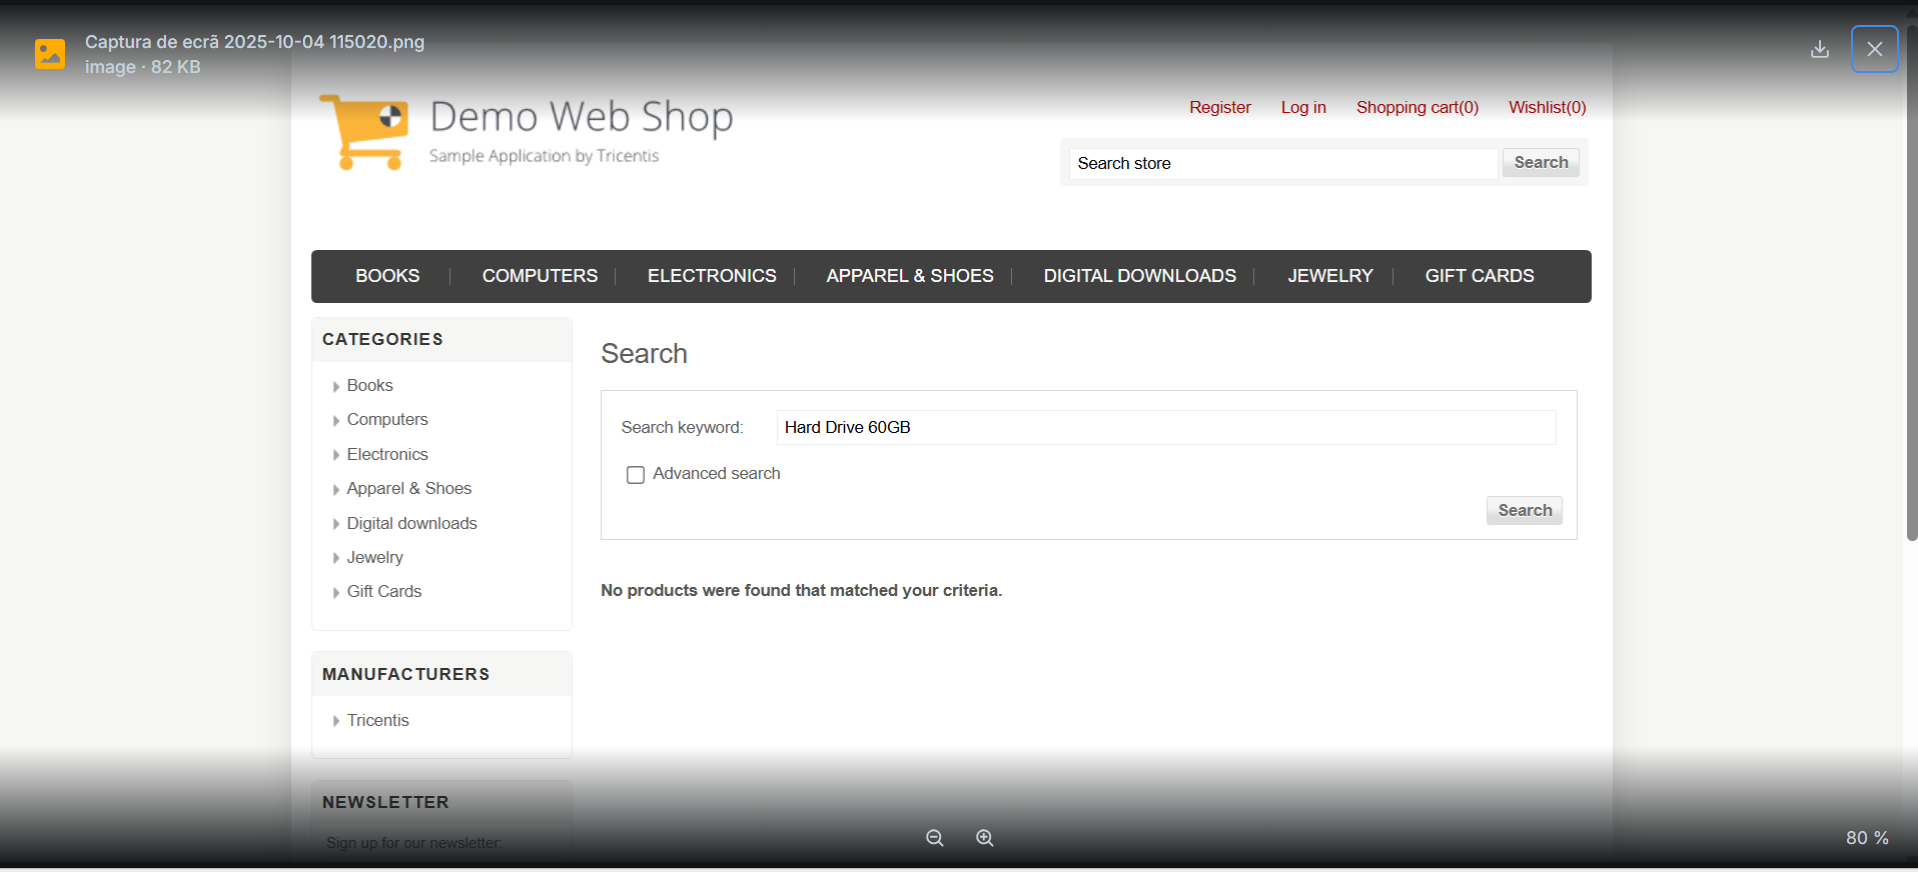 Captura de ecrã 2025-10-04 115020.png
image · 82 KB
Demo Web Shop
Sample Application by Tricentis
Register Log in Shopping cart(0) Wishlist(0)
Search store Search
BOOKS COMPUTERS ELECTRONICS APPAREL & SHOES DIGITAL DOWNLOADS JEWELRY GIFT CARDS
CATEGORIES
Books
Computers
Electronics
Apparel & Shoes
Digital downloads
Jewelry
Gift Cards
MANUFACTURERS
Tricentis
NEWSLETTER
Sign up for our newsletter:
Search
Search keyword: Hard Drive 60GB
Advanced search
Search
No products were found that matched your criteria.
80 %